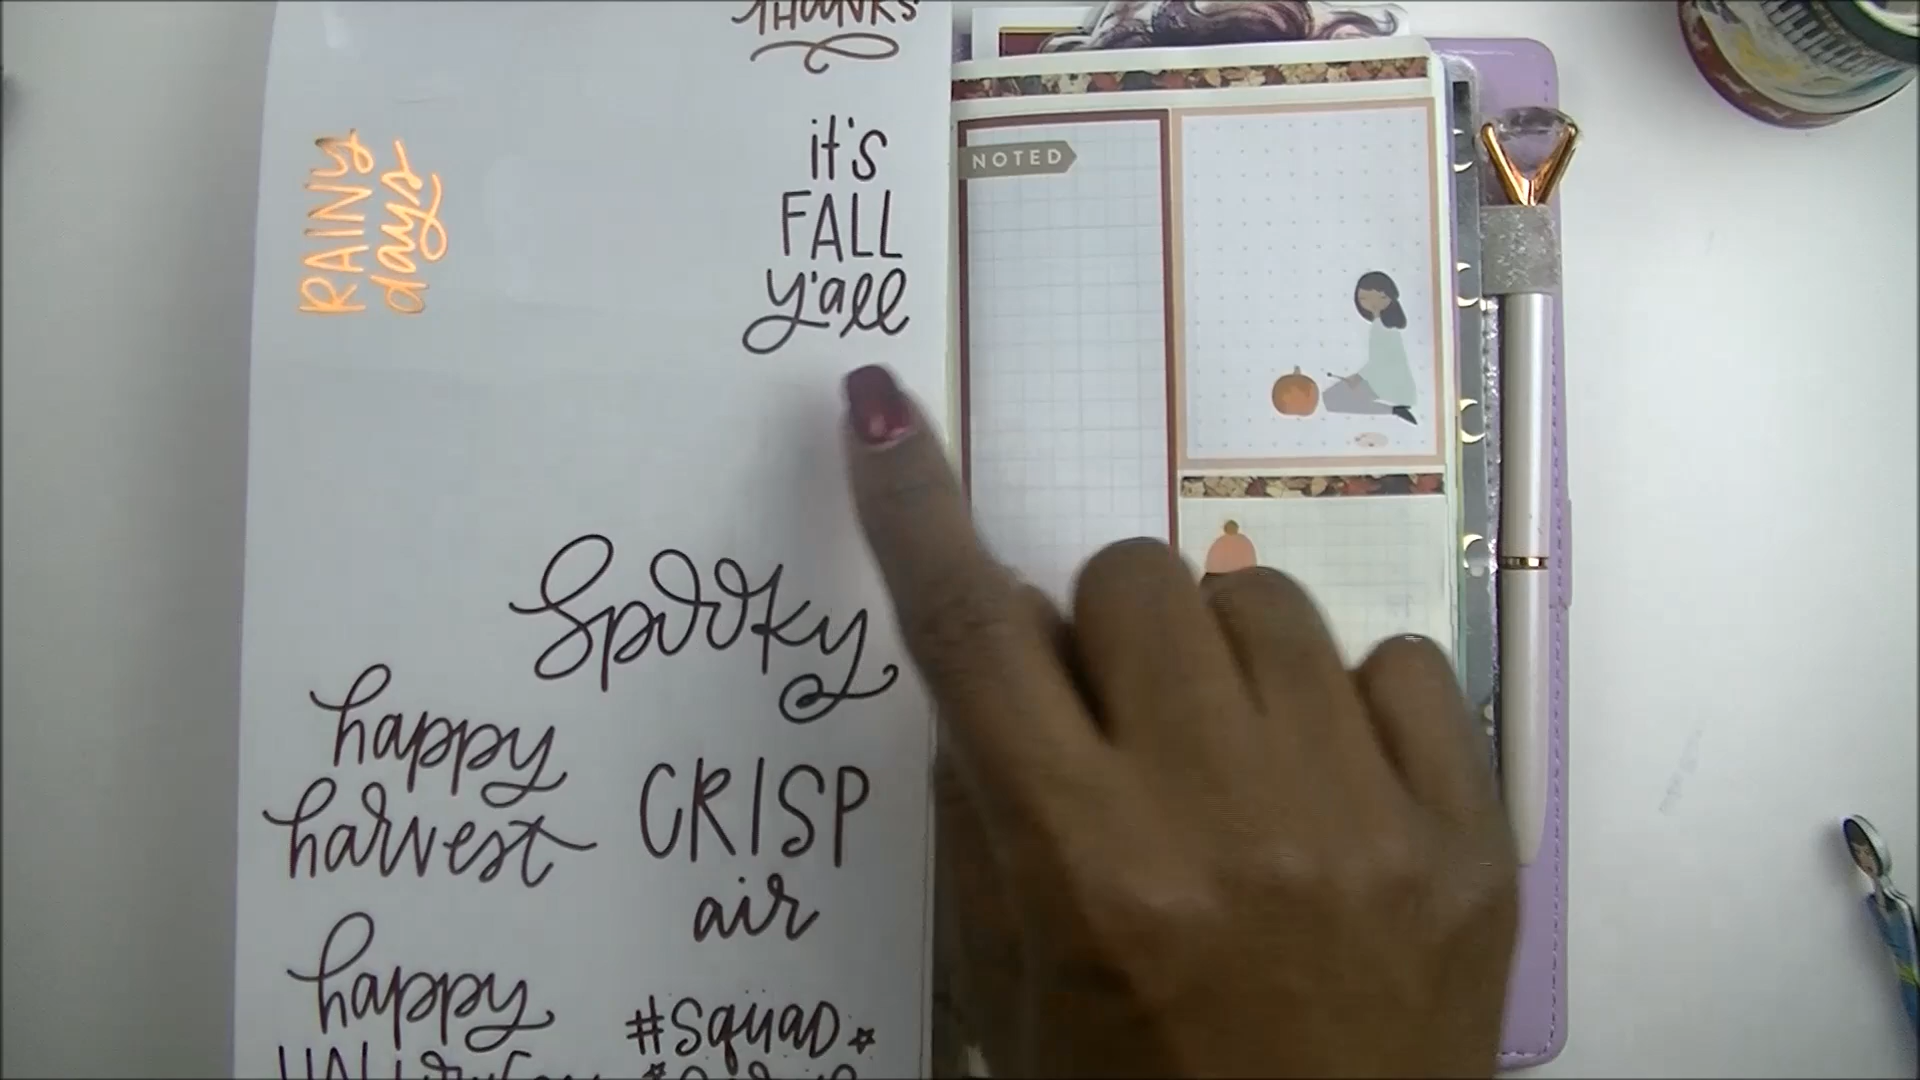 THANKS
RAINY
days
it's
FALL
y'all
NOTED
Spooky
happy
harvest
CRISP
air
happy
#SquaD